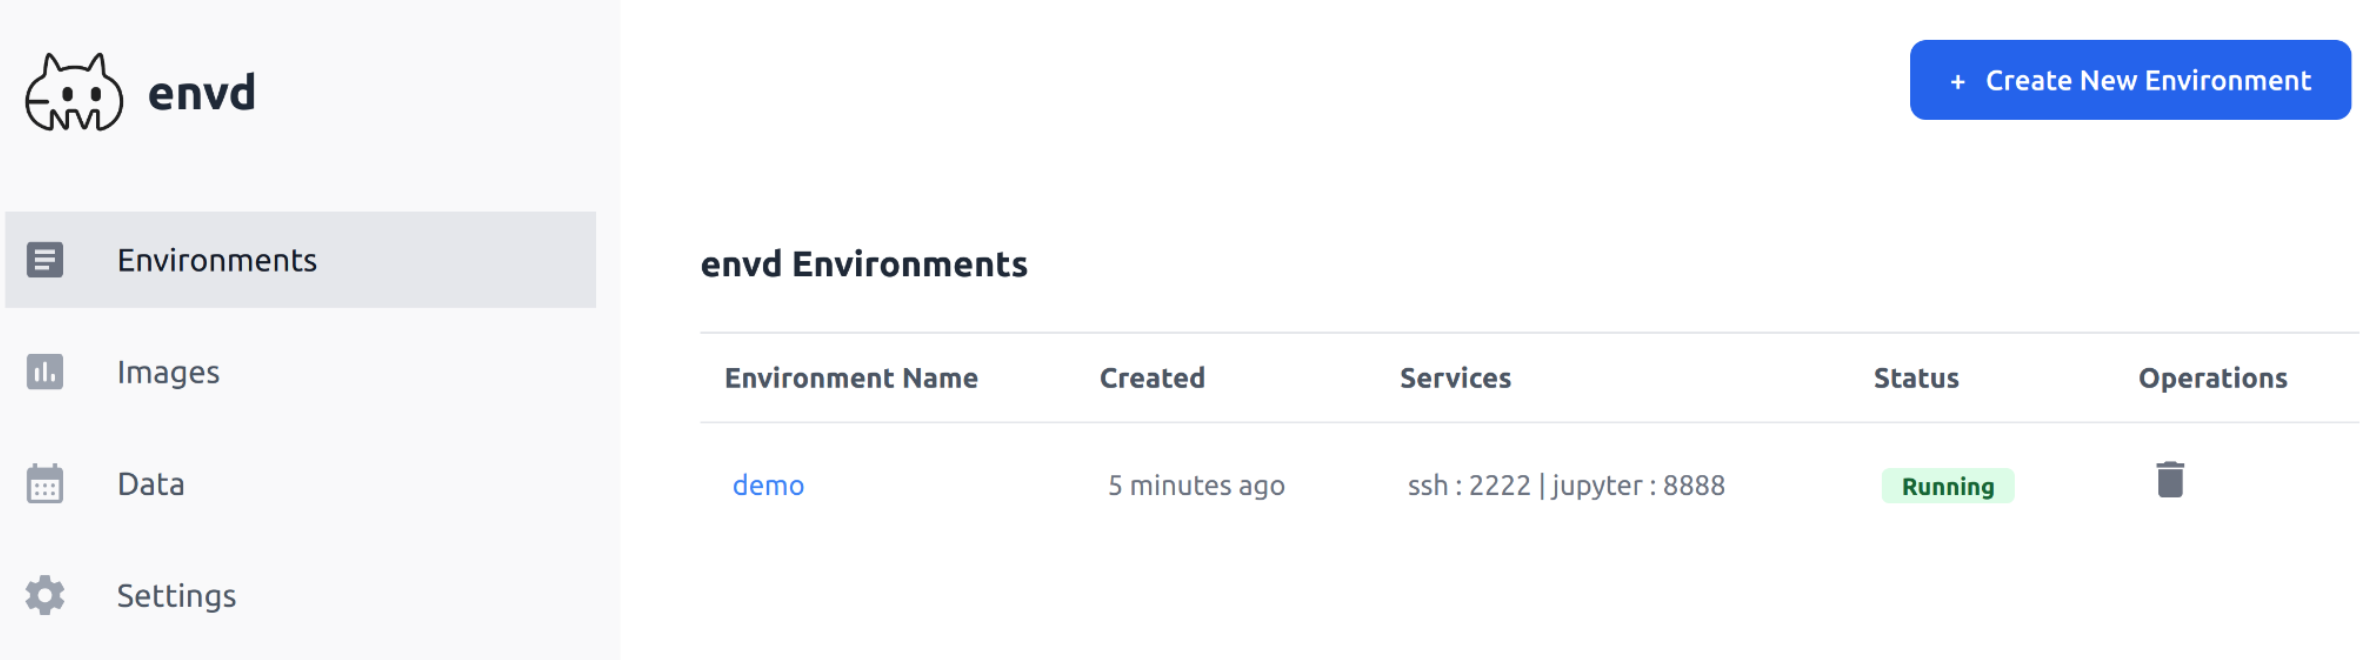 envd
+ Create New Environment
Environments
Images
Data
Settings
envd Environments
Environment Name Created Services Status Operations
demo 5 minutes ago ssh : 2222 | jupyter : 8888 Running